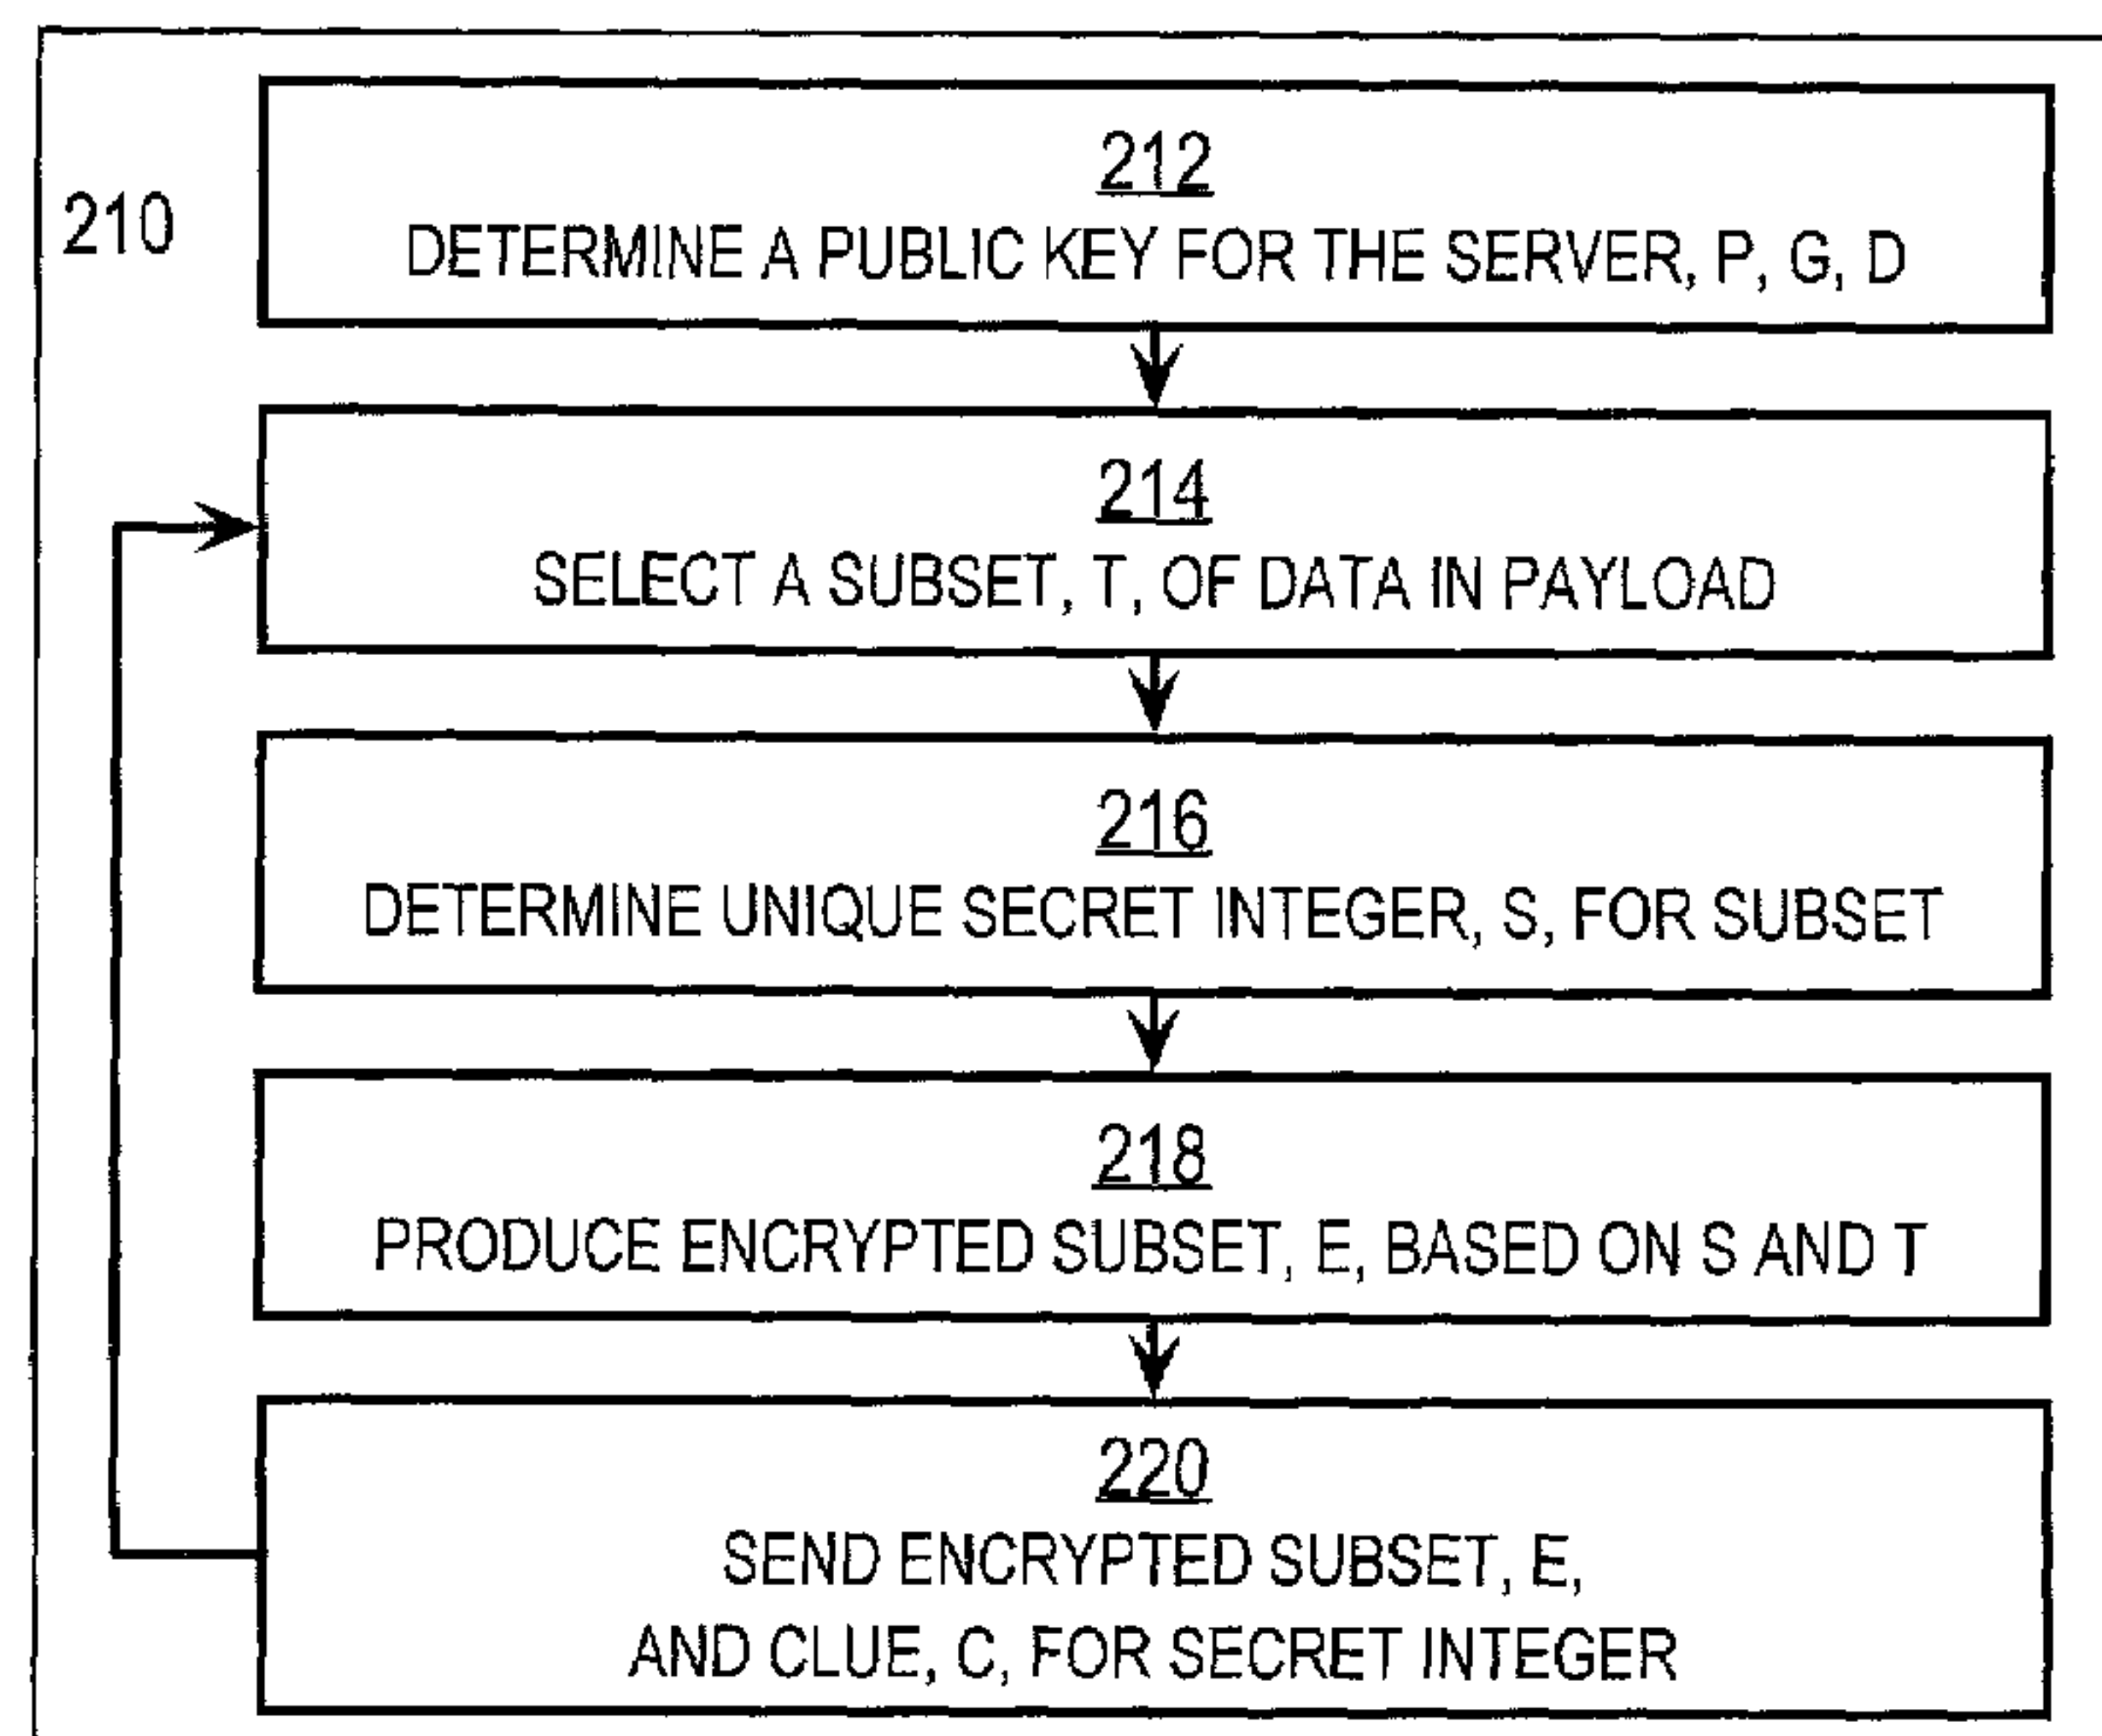 212
210
DETERMINE A PUBLIC KEY FOR THE SERVER, P, G, D
214
SELECT A SUBSET, T, OF DATA IN PAYLOAD
216
DETERMINE UNIQUE SECRET INTEGER, S, FOR SUBSET
218
PRODUCE ENCRYPTED SUBSET, E, BASED ON S AND T
220
SEND ENCRYPTED SUBSET, E,
AND CLUE, C, FOR SECRET INTEGER